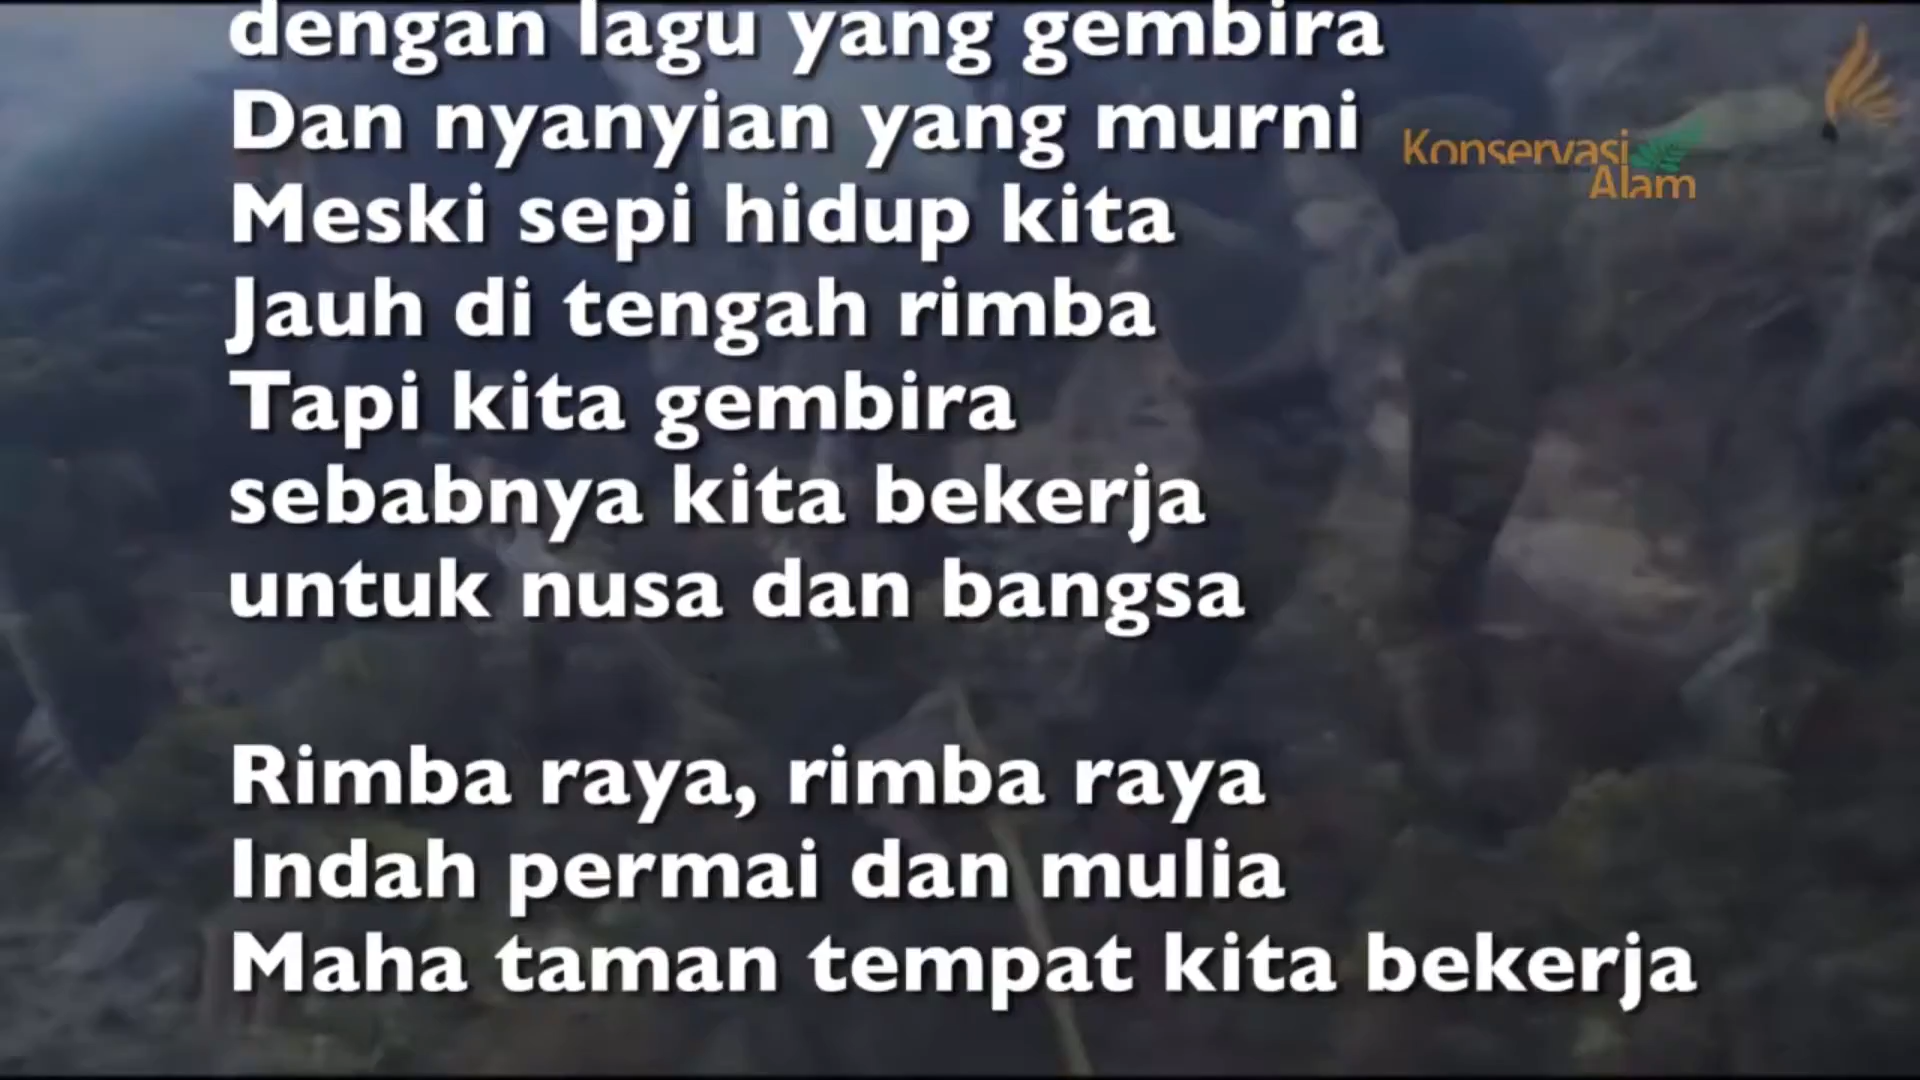 dengan lagu yang gembira
Dan nyanyian yang murni
Meski sepi hidup kita
Jauh di tengah rimba
Tapi kita gembira
sebabnya kita bekerja
untuk nusa dan bangsa
Rimba raya, rimba raya
Indah permai dan mulia
Maha taman tempat kita bekerja
Konservasi
Alam